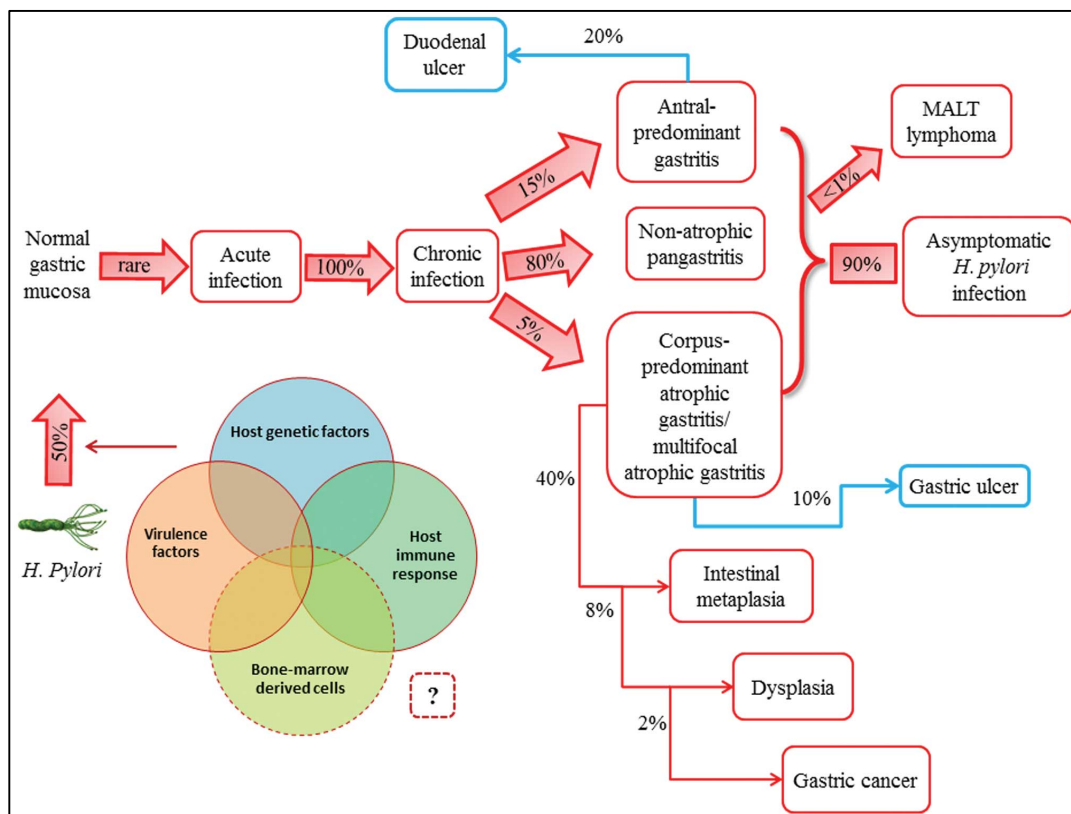 Duodenal
ulcer
20%
Antral-
predominant
gastritis
MALT
lymphoma
<1%
15%
Normal
gastric
mucosa
rare
Acute
infection
100%
Chronic
infection
80%
Non-atrophic
pangastritis
90%
Asymptomatic
H. pylori
infection
5%
Corpus-
predominant
atrophic
gastritis/
multifocal
atrophic gastritis
50%
H. Pylori
Host genetic factors
Virulence
factors
Host
immune
response
Bone-marrow
derived cells
?
40%
10%
Gastric ulcer
Intestinal
metaplasia
8%
Dysplasia
2%
Gastric cancer